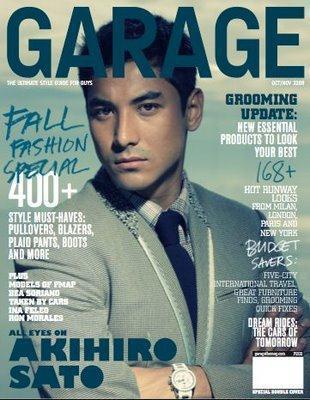 GARAGE
THE ULTIMATE STYLE GUIDE FOR GUYS
OCT/NOV 2009
FALL
FASHION
SPECIAL
400+
STYLE MUST-HAVES:
PULLOVERS, BLAZERS,
PLAID PANTS, BOOTS
AND MORE
PLUS
MODELS OF PMAP
BEA SORIANO
TAKEN BY CARS
INA FELEO
RON MORALES
ALL EYES ON
AKIHIRO
SATO
GROOMING
UPDATE:
NEW ESSENTIAL
PRODUCTS TO LOOK
YOUR BEST
168+
HOT RUNWAY
LOOKS
FROM MILAN,
LONDON,
PARIS AND
NEW YORK
BUDGET
SAVERS:
FIVE-CITY
INTERNATIONAL TRAVEL,
GREAT FURNITURE
FINDS, GROOMING
QUICK FIXES
DREAM RIDES:
THE CARS OF
TOMORROW
SPECIAL BUNDLE COVER